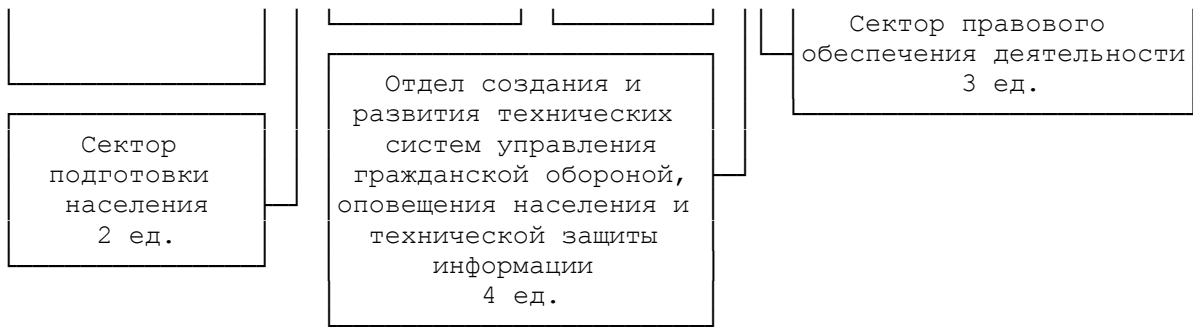 Сектор правового
обеспечения деятельности
3 ед.
Отдел создания и
развития технических
систем управления
гражданской обороной,
оповещения населения и
технической защиты
информации
4 ед.
Сектор
подготовки
населения
2 ед.